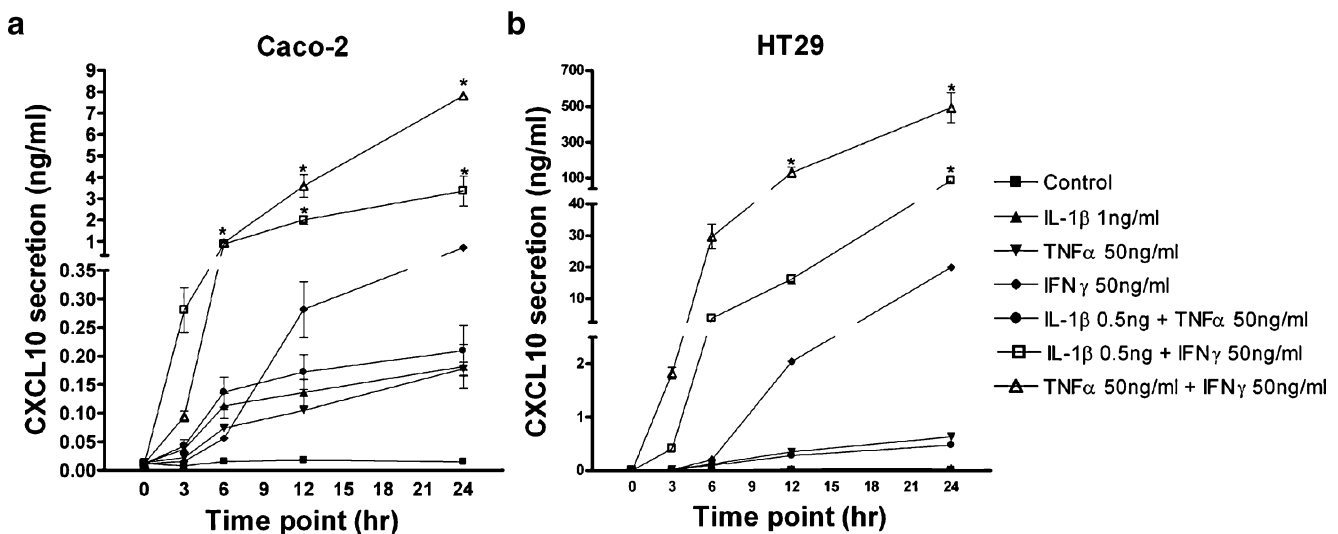 a
Caco-2
CXCL10 secretion (ng/ml)
9
8
7
6
5
4
3
2
1
0.35
0.30
0.25
0.20
0.15
0.10
0.05
0.00
* * * * *
0 3 6 9 12 15 18 21 24
Time point (hr)
b
HT29
CXCL10 secretion (ng/ml)
700
500
300
100
40
30
20
10
2
1
0
* * *
0 3 6 9 12 15 18 21 24
Time point (hr)
Control
IL-1β 1ng/ml
TNFα 50ng/ml
IFNγ 50ng/ml
IL-1β 0.5ng + TNFα 50ng/ml
IL-1β 0.5ng + IFNγ 50ng/ml
TNFα 50ng/ml + IFNγ 50ng/ml